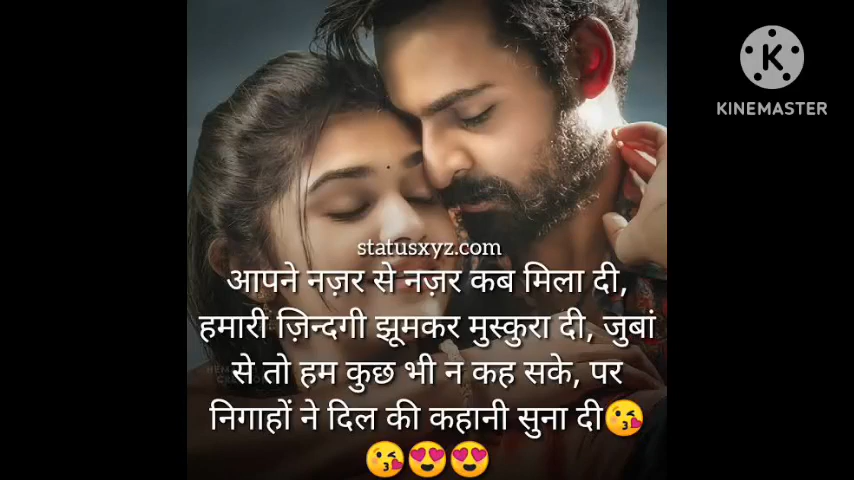 KINEMASTER
statusxyz.com
आपने नज़र से नज़र कब मिला दी,
हमारी ज़िन्दगी झूमकर मुस्कुरा दी, जुबां
से तो हम कुछ भी न कह सके, पर
निगाहों ने दिल की कहानी सुना दी😘
😘😍😍